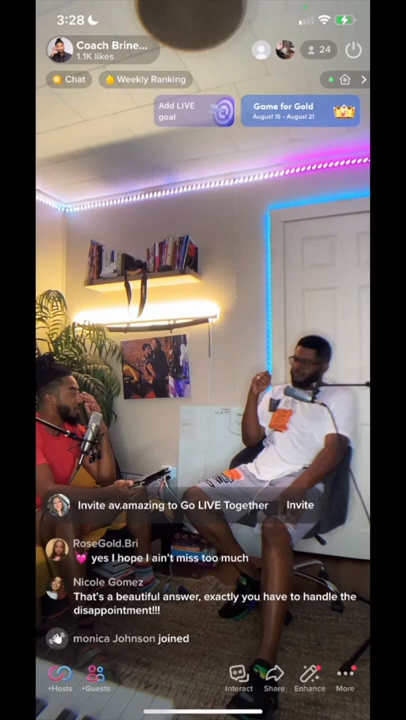 3:28
Coach Brine...
1.1K likes
24
Chat
Weekly Ranking
Add LIVE
goal
Game for Gold
August 15 - August 21
Invite av.amazing to Go LIVE Together
Invite
RoseGold.Bri
yes I hope I ain't miss too much
Nicole Gomez
That's a beautiful answer, exactly you have to handle the
disappointment!!!
monica Johnson joined
+Hosts
+Guests
Interact
Share
Enhance
More